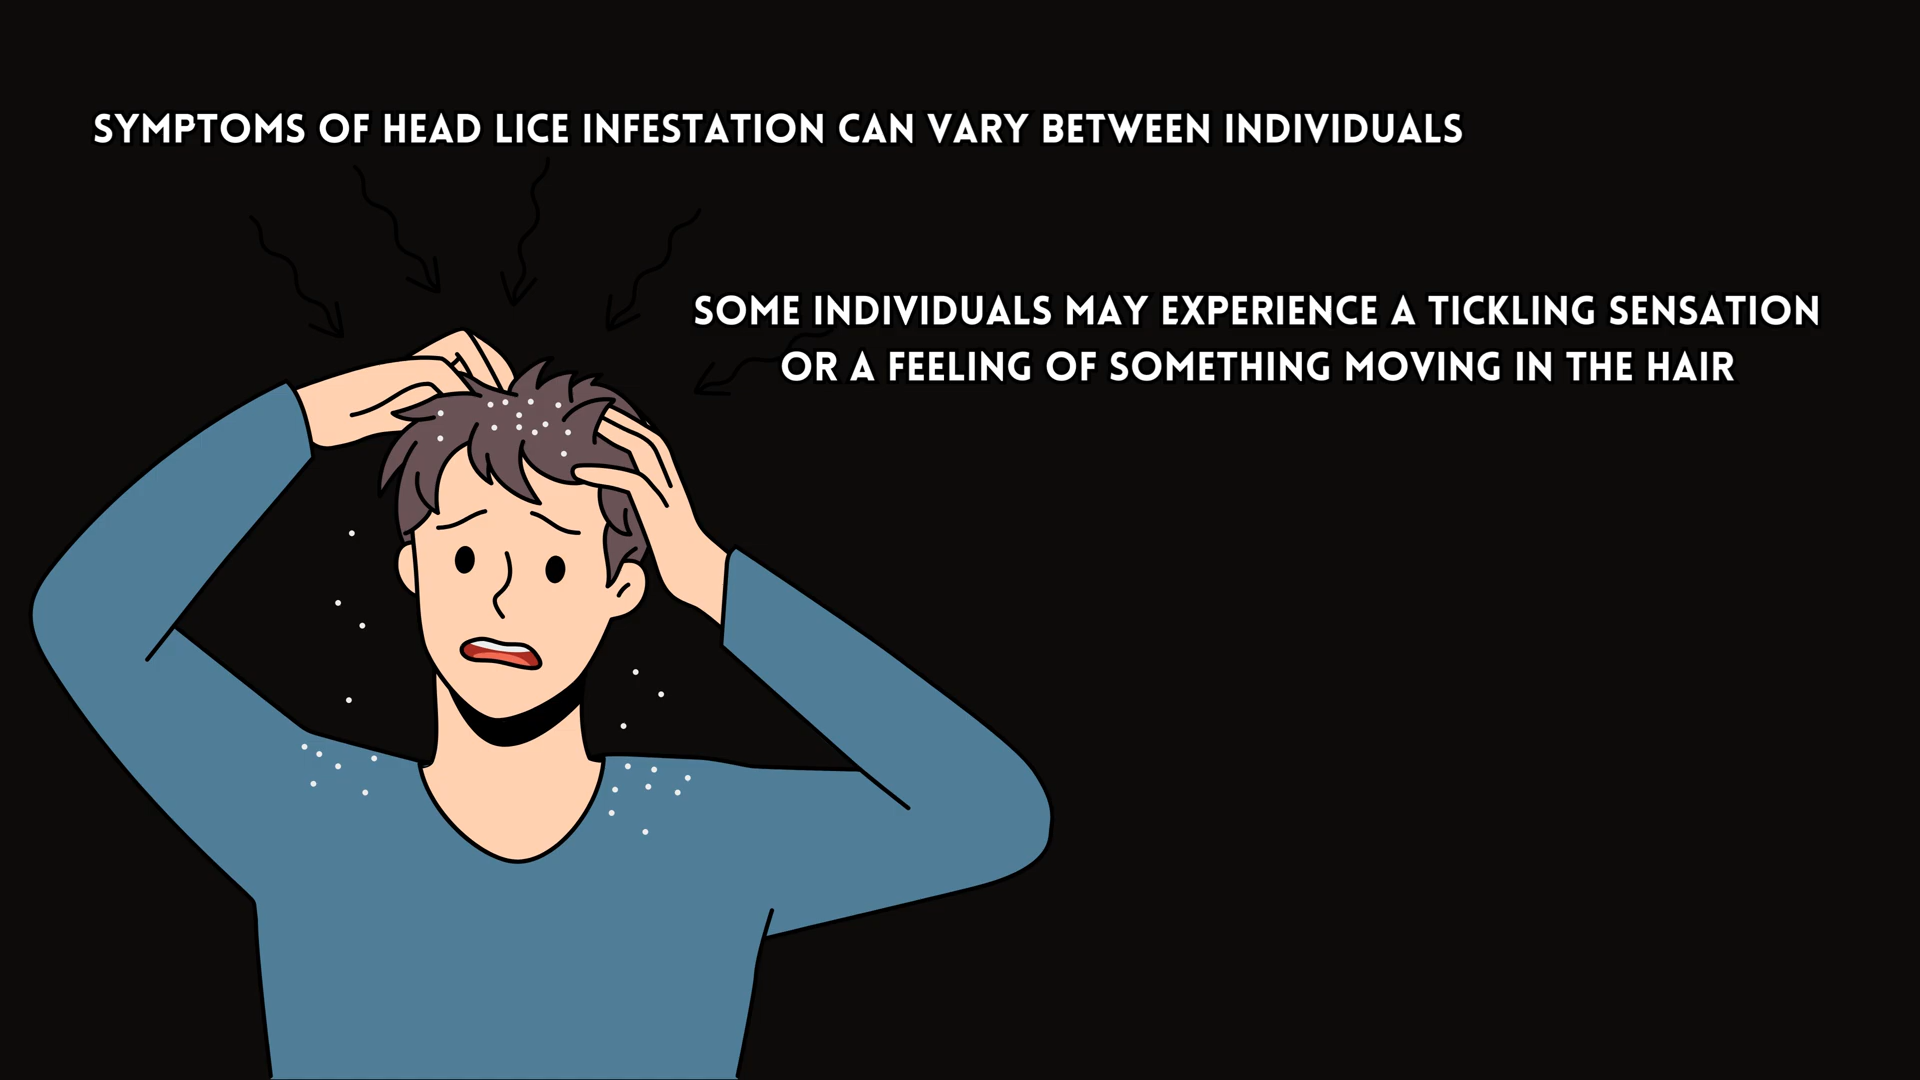 SYMPTOMS OF HEAD LICE INFESTATION CAN VARY BETWEEN INDIVIDUALS
SOME INDIVIDUALS MAY EXPERIENCE A TICKLING SENSATION
OR A FEELING OF SOMETHING MOVING IN THE HAIR